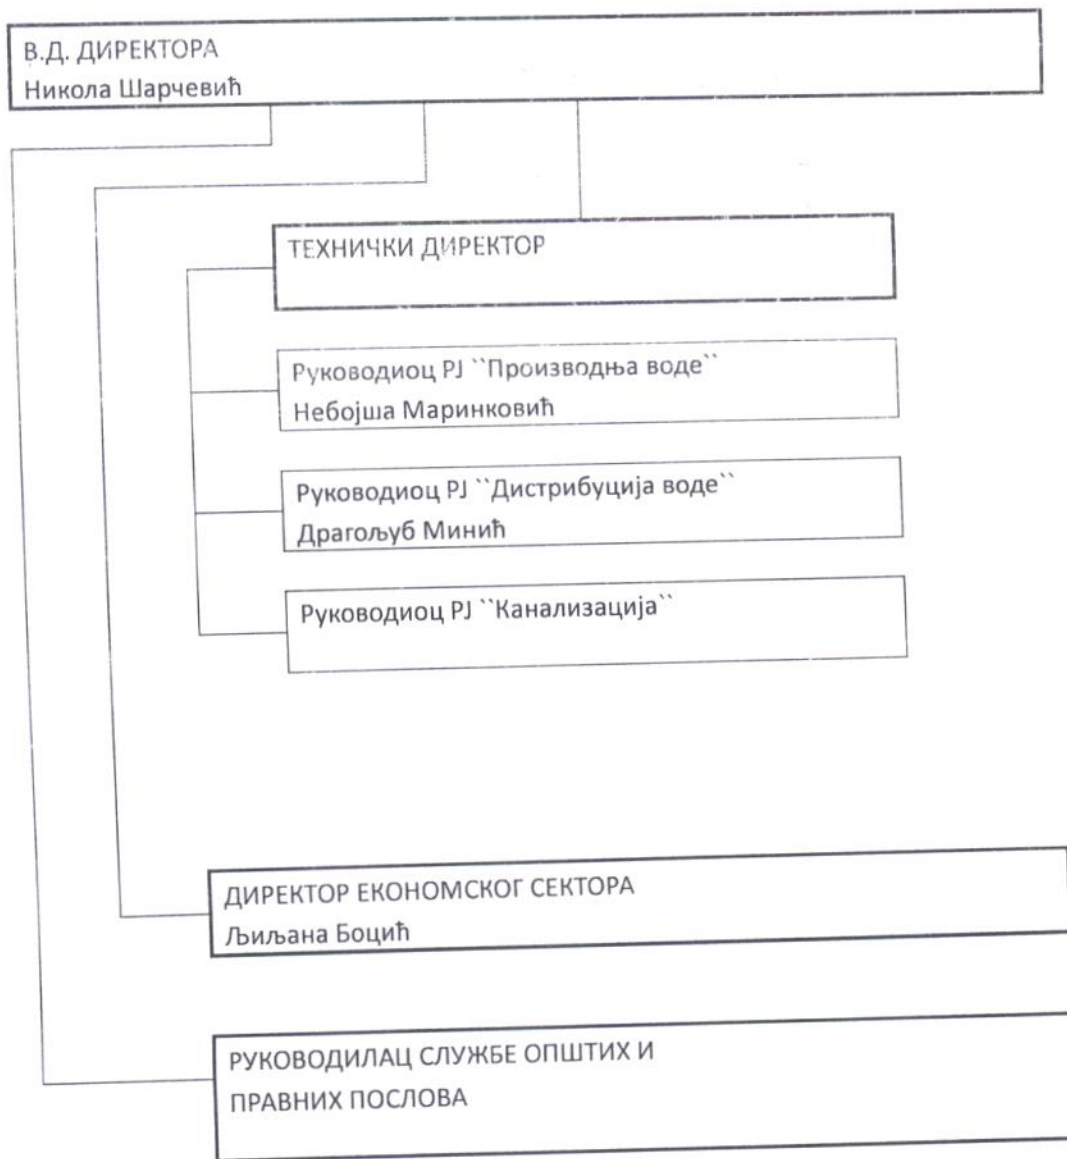 В.Д. ДИРЕКТОРА
Никола Шарчевић
ТЕХНИЧКИ ДИРЕКТОР
Руководиоц РЈ ``Производња воде``
Небојша Маринковић
Руководиоц РЈ ``Дистрибуција воде``
Драгољуб Минић
Руководиоц РЈ ``Канализација``
ДИРЕКТОР ЕКОНОМСКОГ СЕКТОРА
Љиљана Боцић
РУКОВОДИЛАЦ СЛУЖБЕ ОПШТИХ И
ПРАВНИХ ПОСЛОВА